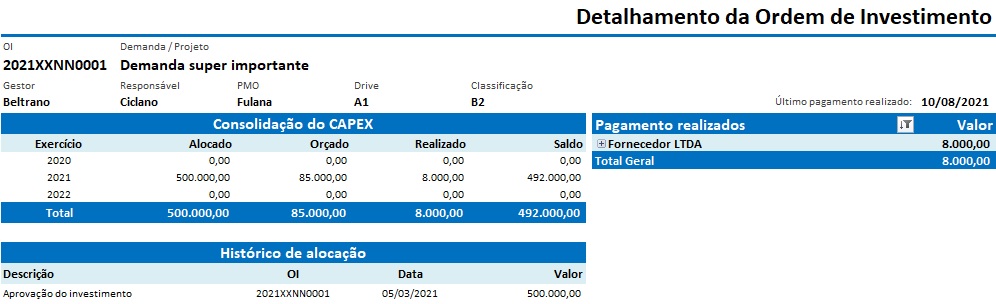 Detalhamento da Ordem de Investimento
OI Demanda / Projeto
2021XXNN0001 Demanda super importante
Gestor Responsável PMO Drive Classificação
Beltrano Ciclano Fulana A1 B2
Último pagamento realizado: 10/08/2021
Consolidação do CAPEX
Exercício Alocado Orçado Realizado Saldo
2020 0,00 0,00 0,00 0,00
2021 500.000,00 85.000,00 8.000,00 492.000,00
2022 0,00 0,00 0,00 0,00
Total 500.000,00 85.000,00 8.000,00 492.000,00
Pagamento realizados Valor
Fornecedor LTDA 8.000,00
Total Geral 8.000,00
Histórico de alocação
Descrição OI Data Valor
Aprovação do investimento 2021XXNN0001 05/03/2021 500.000,00